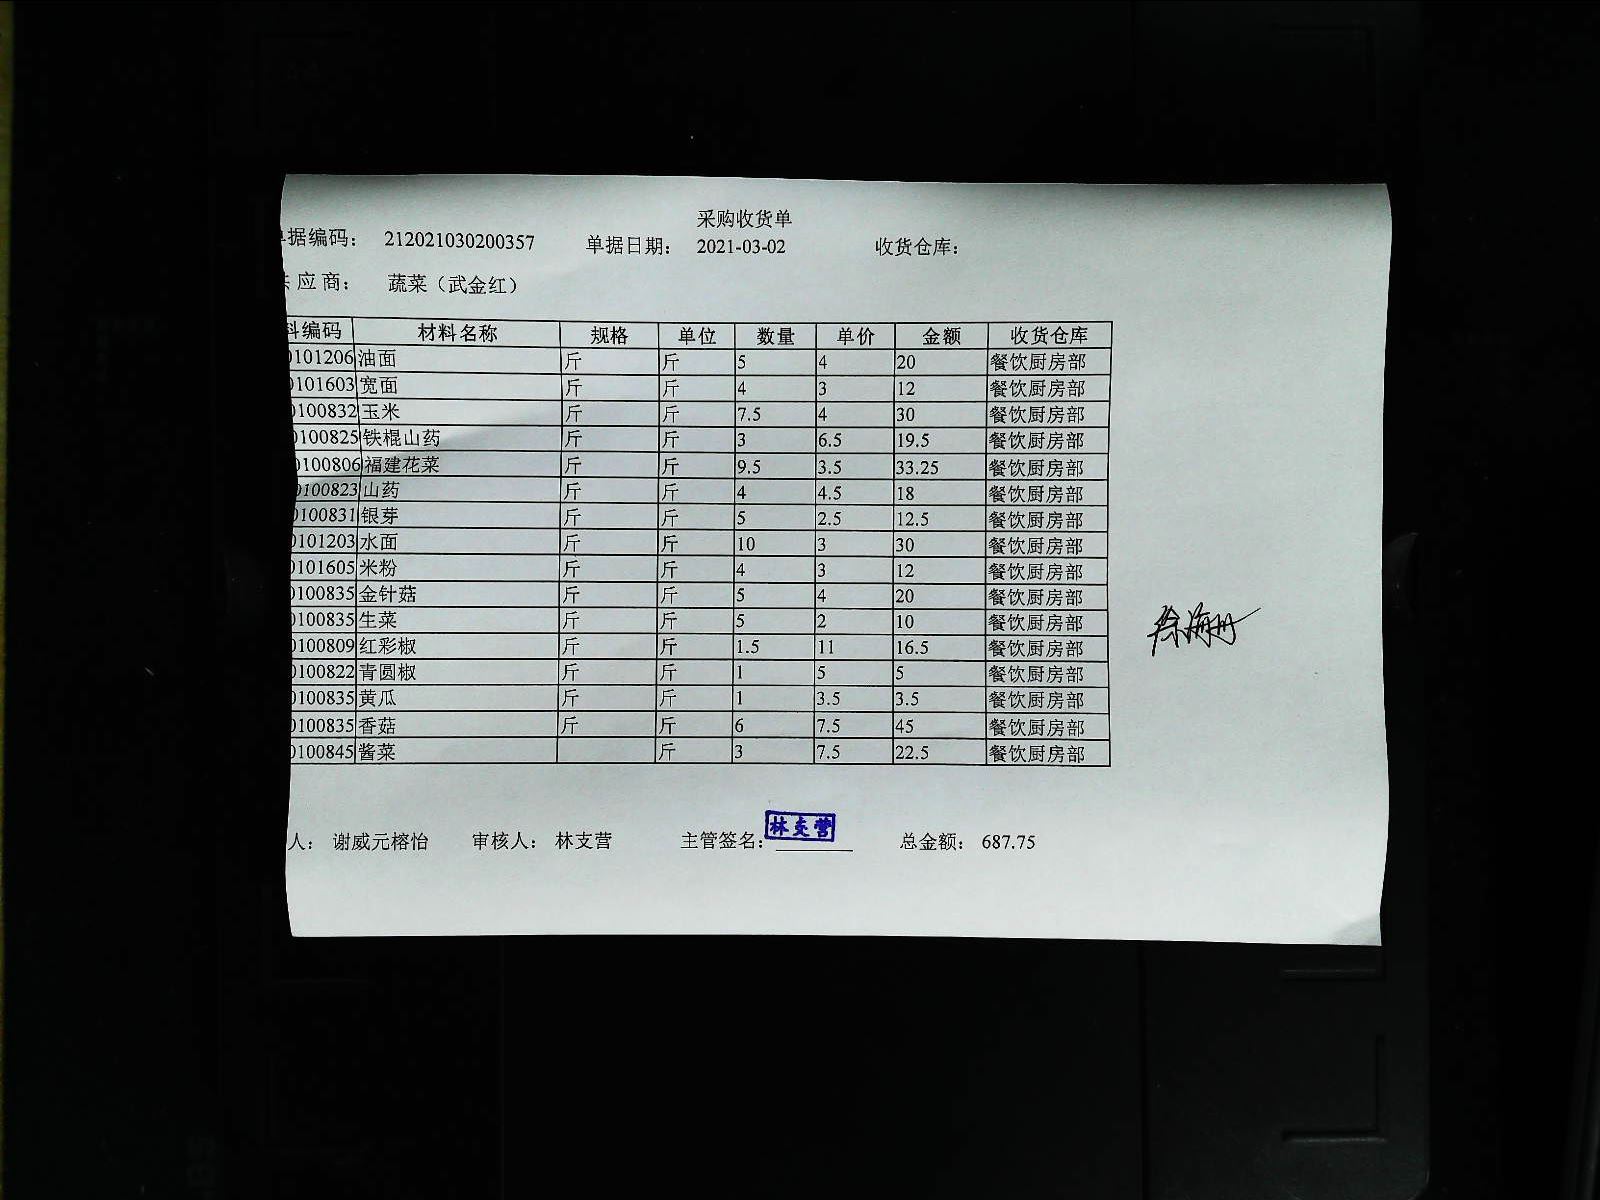 采购收货单
据编码： 212021030200357 单据日期： 2021-03-02 收货仓库：
应商： 蔬菜（武金红）
料编码 材料名称 规格 单位 数量 单价 金额 收货仓库
0101206 油面 斤 斤 5 4 20 餐饮厨房部
0101603 宽面 斤 斤 4 3 12 餐饮厨房部
0100832 玉米 斤 斤 7.5 4 30 餐饮厨房部
0100825 铁棍山药 斤 斤 3 6.5 19.5 餐饮厨房部
0100806 福建花菜 斤 斤 9.5 3.5 33.25 餐饮厨房部
0100823 山药 斤 斤 4 4.5 18 餐饮厨房部
0100831 银芽 斤 斤 5 2.5 12.5 餐饮厨房部
0101203 水面 斤 斤 10 3 30 餐饮厨房部
0101605 米粉 斤 斤 4 3 12 餐饮厨房部
0100835 金针菇 斤 斤 5 4 20 餐饮厨房部
0100835 生菜 斤 斤 5 2 10 餐饮厨房部
0100809 红彩椒 斤 斤 1.5 11 16.5 餐饮厨房部
0100822 青圆椒 斤 斤 1 5 5 餐饮厨房部
0100835 黄瓜 斤 斤 1 3.5 3.5 餐饮厨房部
0100835 香菇 斤 斤 6 7.5 45 餐饮厨房部
0100845 酱菜 斤 3 7.5 22.5 餐饮厨房部
人： 谢威元榕怡 审核人： 林支营 主管签名： 林支营 总金额： 687.75